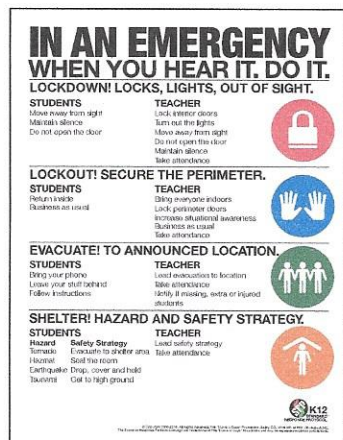 IN AN EMERGENCY
WHEN YOU HEAR IT. DO IT.
LOCKDOWN! LOCKS, LIGHTS, OUT OF SIGHT.
STUDENTS
Move away from sight
Maintain silence
Do not open the door
TEACHER
Lock interior doors
Turn out the lights
Move away from sight
Do not open the door
Maintain silence
Take attendance
LOCKOUT! SECURE THE PERIMETER.
STUDENTS
Return inside
Business as usual
TEACHER
Bring everyone indoors
Lock perimeter doors
Increase situational awareness
Business as usual
Take attendance
EVACUATE! TO ANNOUNCED LOCATION.
STUDENTS
Bring your phone
Leave your stuff behind
Follow instructions
TEACHER
Lead evacuation to location
Take attendance
Notify if missing, extra or injured
students
SHELTER! HAZARD AND SAFETY STRATEGY.
STUDENTS
Hazard Safety Strategy
Tornado Evacuate to shelter area
Hazmat Seal the room
Earthquake Drop, cover and hold
Tsunami Get to high ground
TEACHER
Lead safety strategy
Take attendance
K12
STANDARD
RESPONSE PROTOCOL